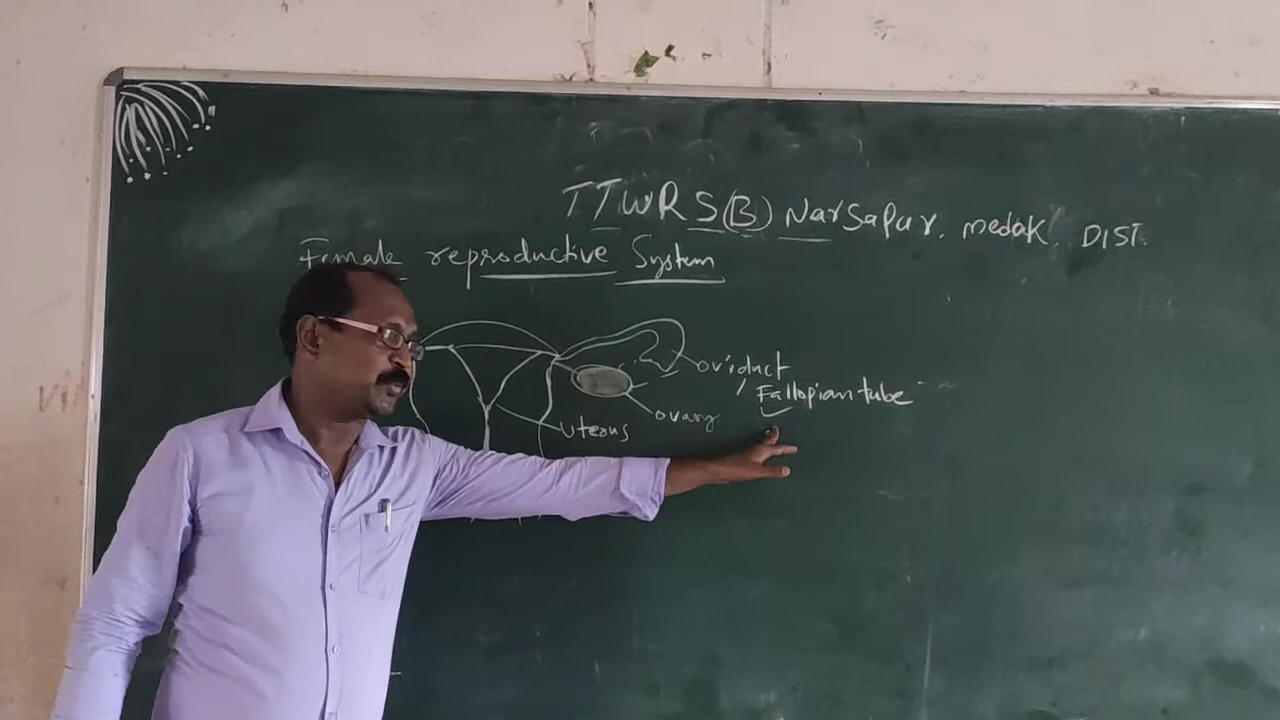 TTWRS(B) Narsapur. medak. DIST.
Female reproductive System
oviduct
/ Fallopian tube
ovary
uterus